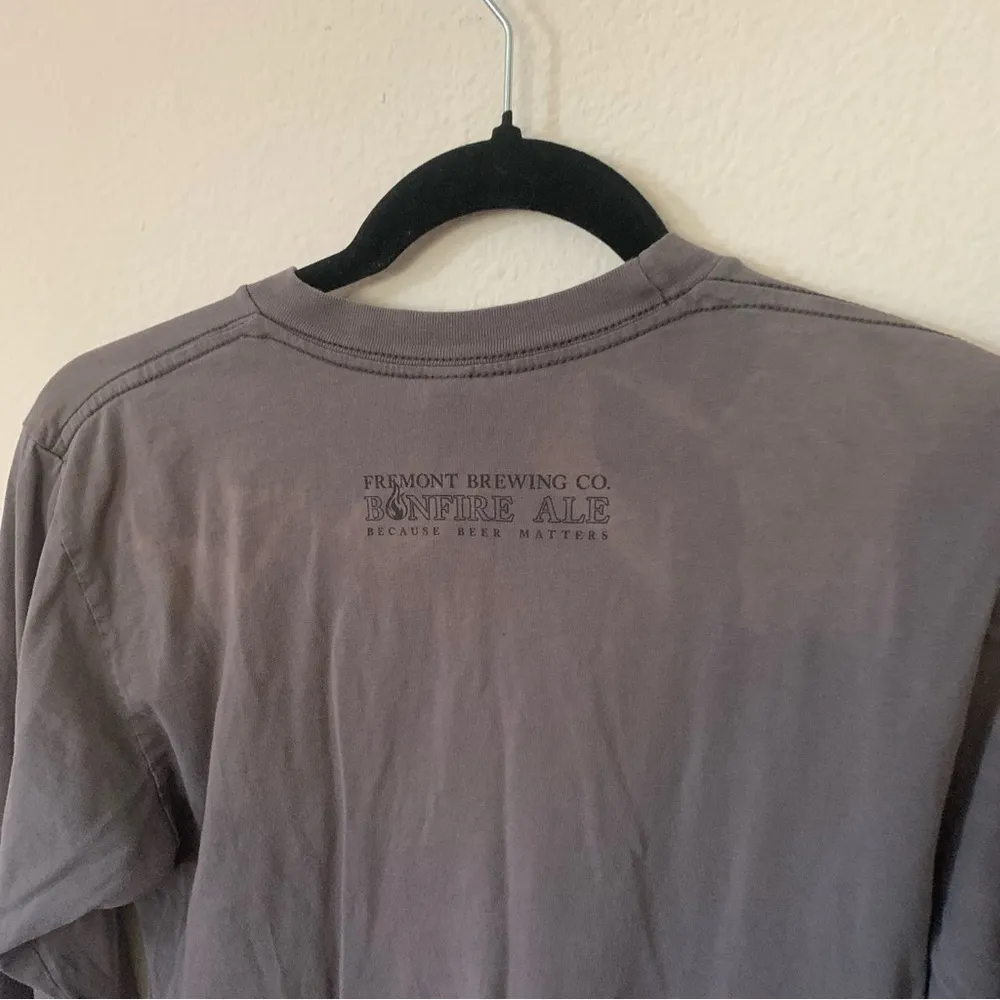 FREMONT BREWING CO.
BONFIRE ALE
BECAUSE BEER MATTERS